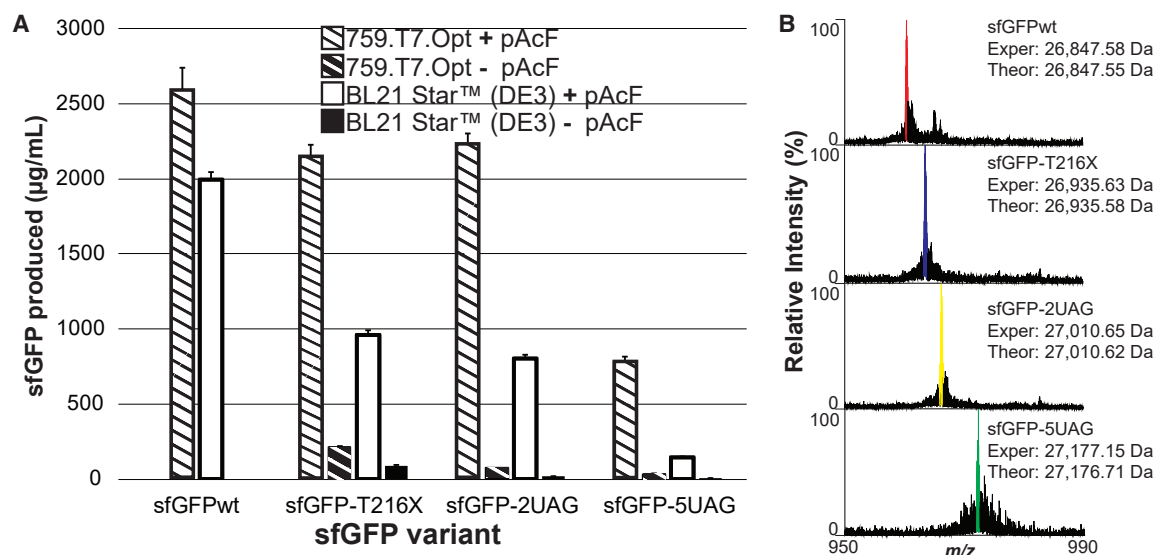 A
3000
2500
2000
1500
1000
500
0
sfGFP produced (µg/mL)
759.T7.Opt + pAcF
759.T7.Opt - pAcF
BL21 Star™ (DE3) + pAcF
BL21 Star™ (DE3) - pAcF
sfGFPwt
sfGFP-T216X
sfGFP-2UAG
sfGFP-5UAG
sfGFP variant
B
Relative Intensity (%)
100
0
sfGFPwt
Exper: 26,847.58 Da
Theor: 26,847.55 Da
100
0
sfGFP-T216X
Exper: 26,935.63 Da
Theor: 26,935.58 Da
100
0
sfGFP-2UAG
Exper: 27,010.65 Da
Theor: 27,010.62 Da
100
0
sfGFP-5UAG
Exper: 27,177.15 Da
Theor: 27,176.71 Da
950
m/z
990